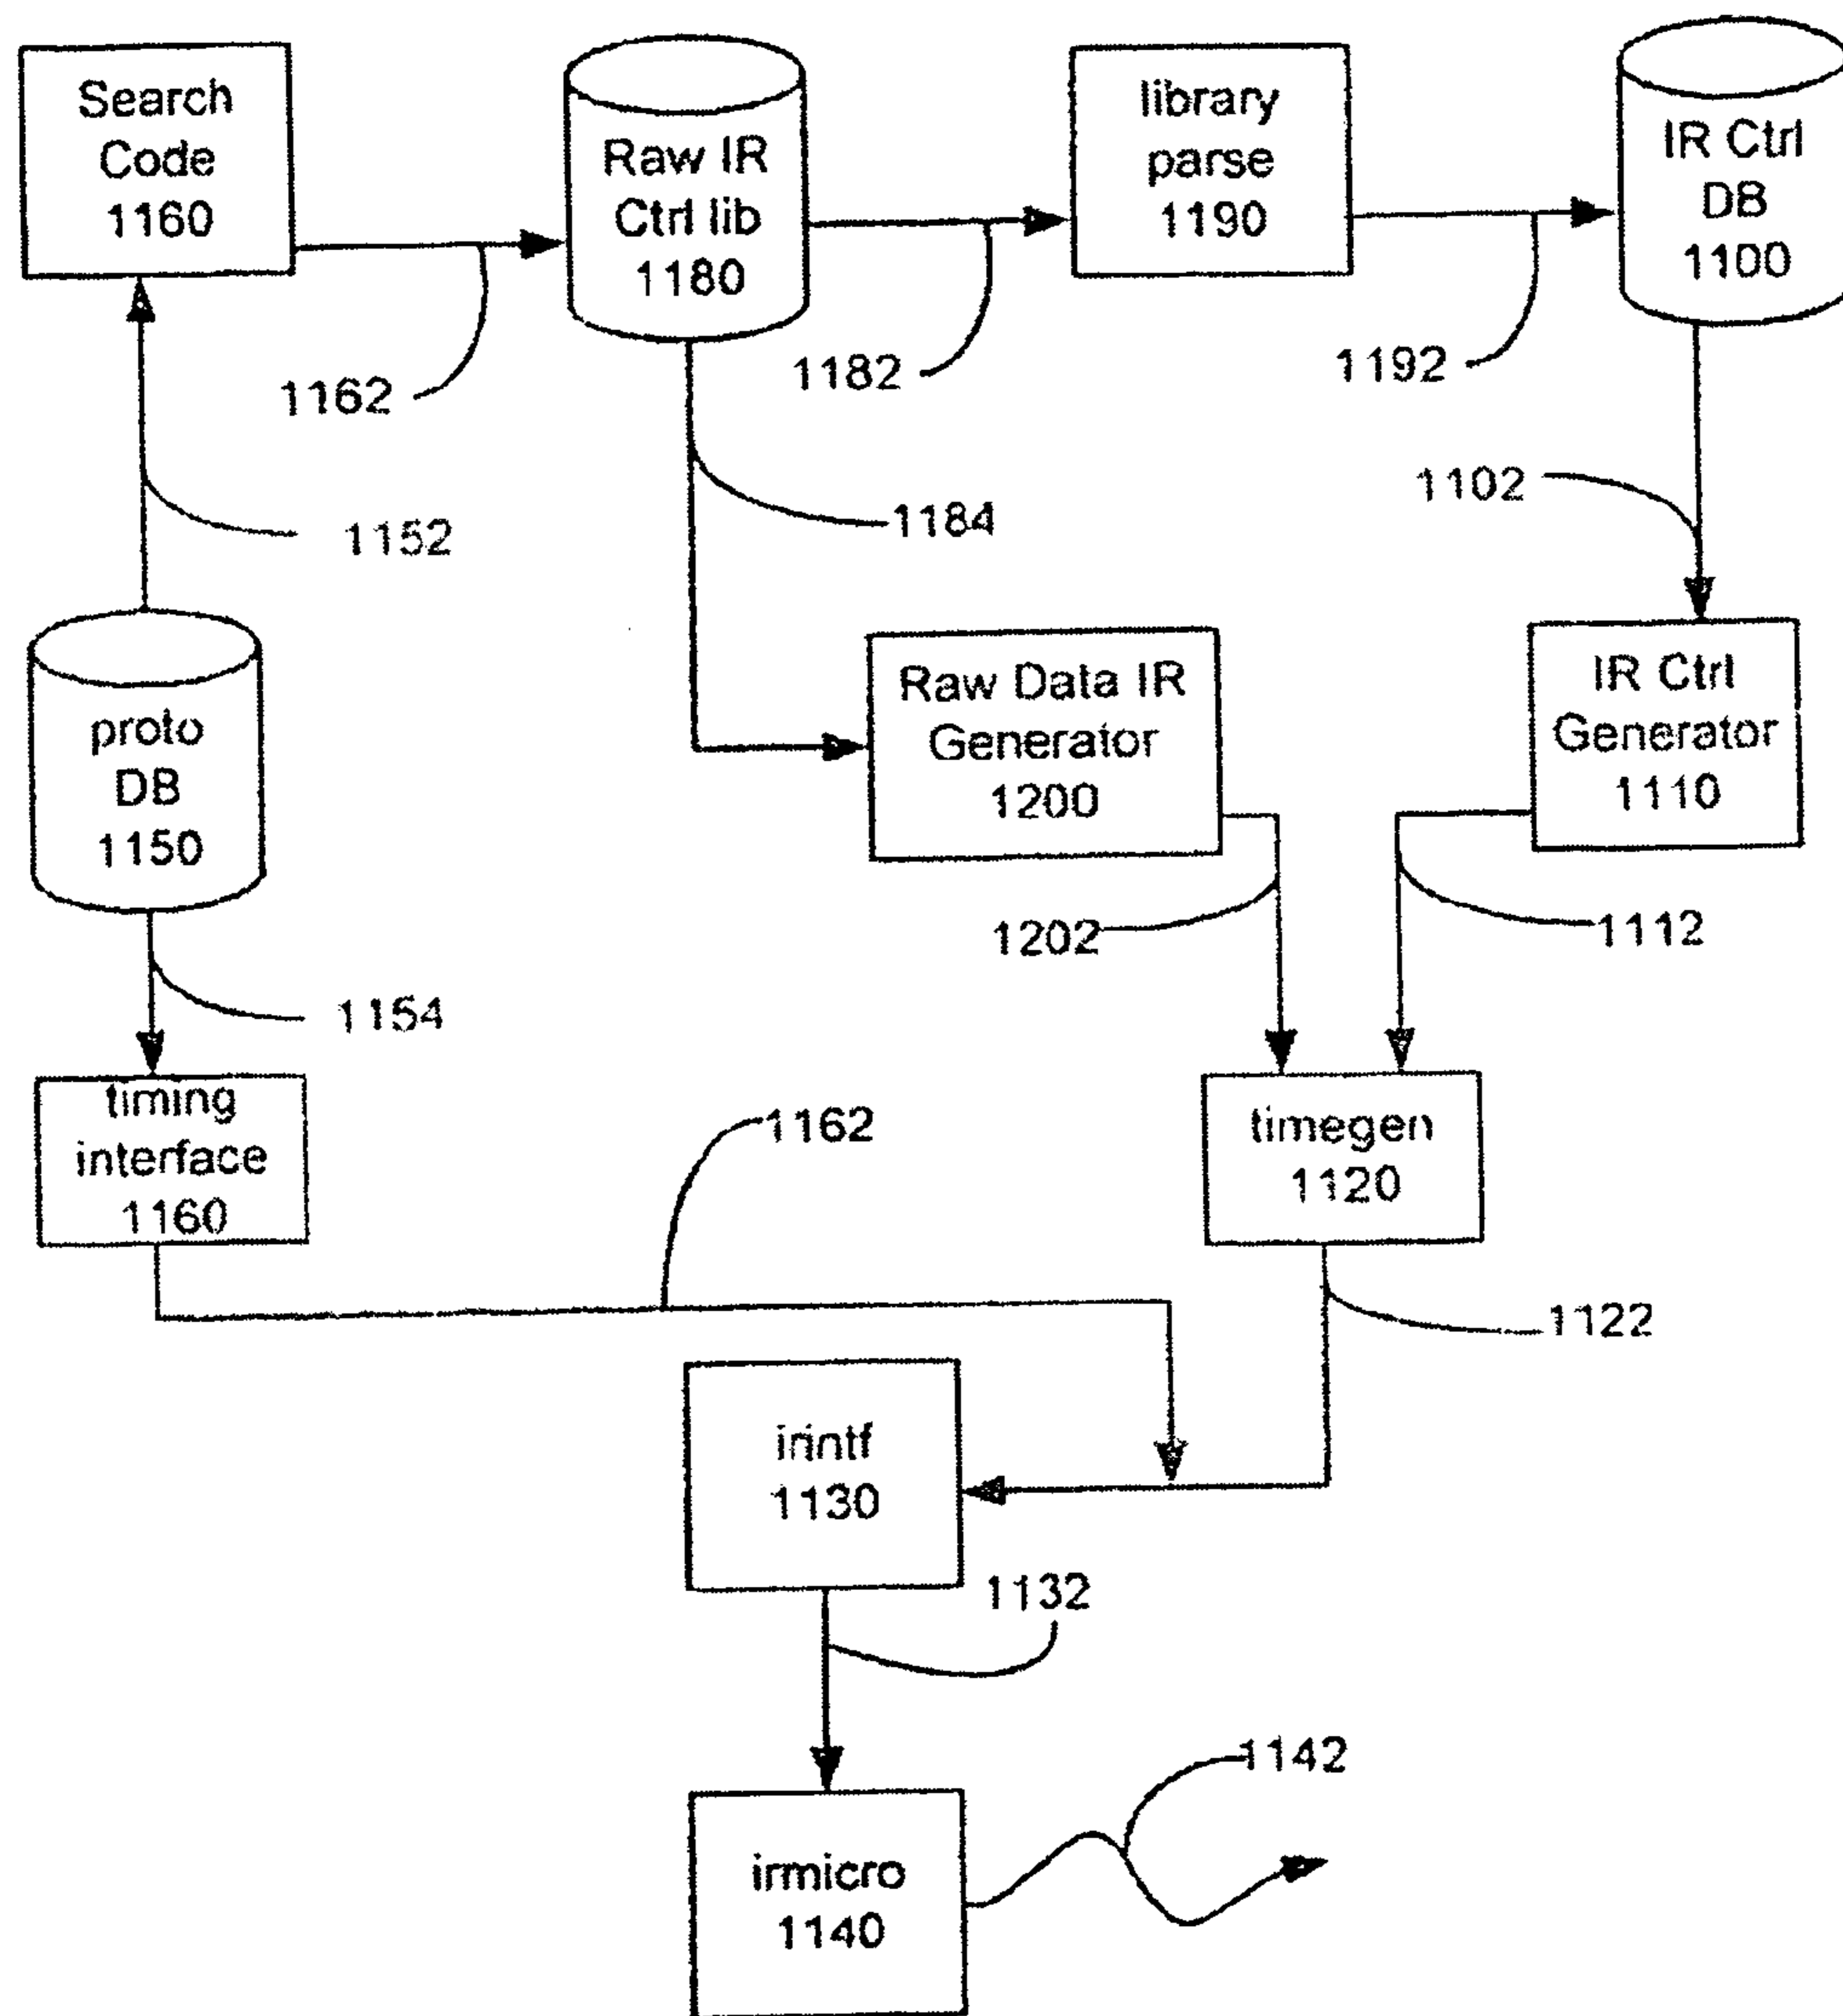 Search
Code
1160
Raw IR
Ctrl lib
1180
library
parse
1190
IR Ctrl
DB
1100
1162
1182
1192
1152
1184
1102
proto
DB
1150
Raw Data IR
Generator
1200
IR Ctrl
Generator
1110
1202
1112
1154
timing
interface
1160
1162
timegen
1120
1122
irintf
1130
1132
irmicro
1140
1142